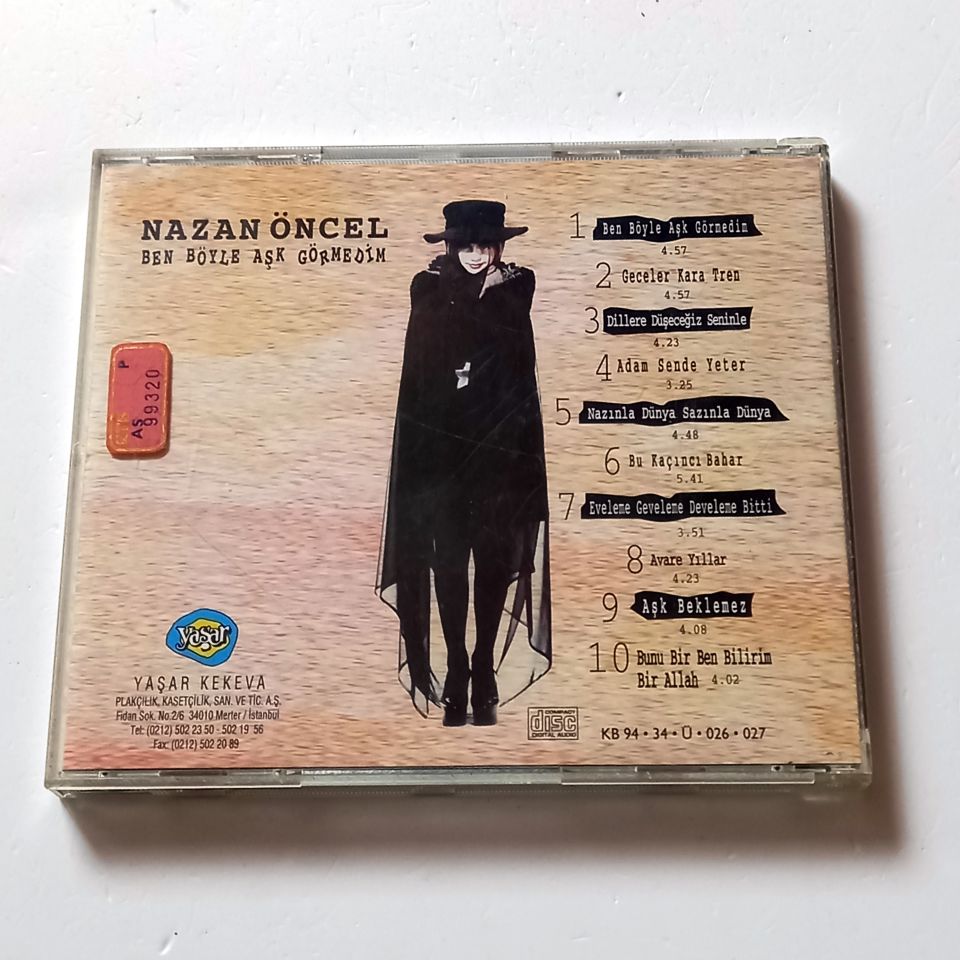 NAZAN ÖNCEL
BEN BÖYLE AŞK GÖRMEDİM
P
AŞ 99320
1 Ben Böyle Aşk Görmedim
4.57
2 Geceler Kara Tren
4.57
3 Dillere Düşeceğiz Seninle
4.23
4 Adam Sende Yeter
3.25
5 Nazınla Dünya Sazınla Dünya
4.48
6 Bu Kaçıncı Bahar
5.41
7 Eveleme Geveleme Develeme Bitti
3.51
8 Avare Yıllar
4.23
9 Aşk Beklemez
4.08
10 Bunu Bir Ben Bilirim
Bir Allah 4.02
yaşar
YAŞAR KEKEVA
PLAKÇILIK, KASETÇİLİK, SAN. VE TİC. A.Ş.
Fidan Sok. No.2/6 34010 Merter / İstanbul
Tel: (0212) 502 23 50 - 502 19 56
Fax: (0212) 502 20 89
COMPACT
disc
DIGITAL AUDIO
KB 94 • 34 • Ü • 026 • 027